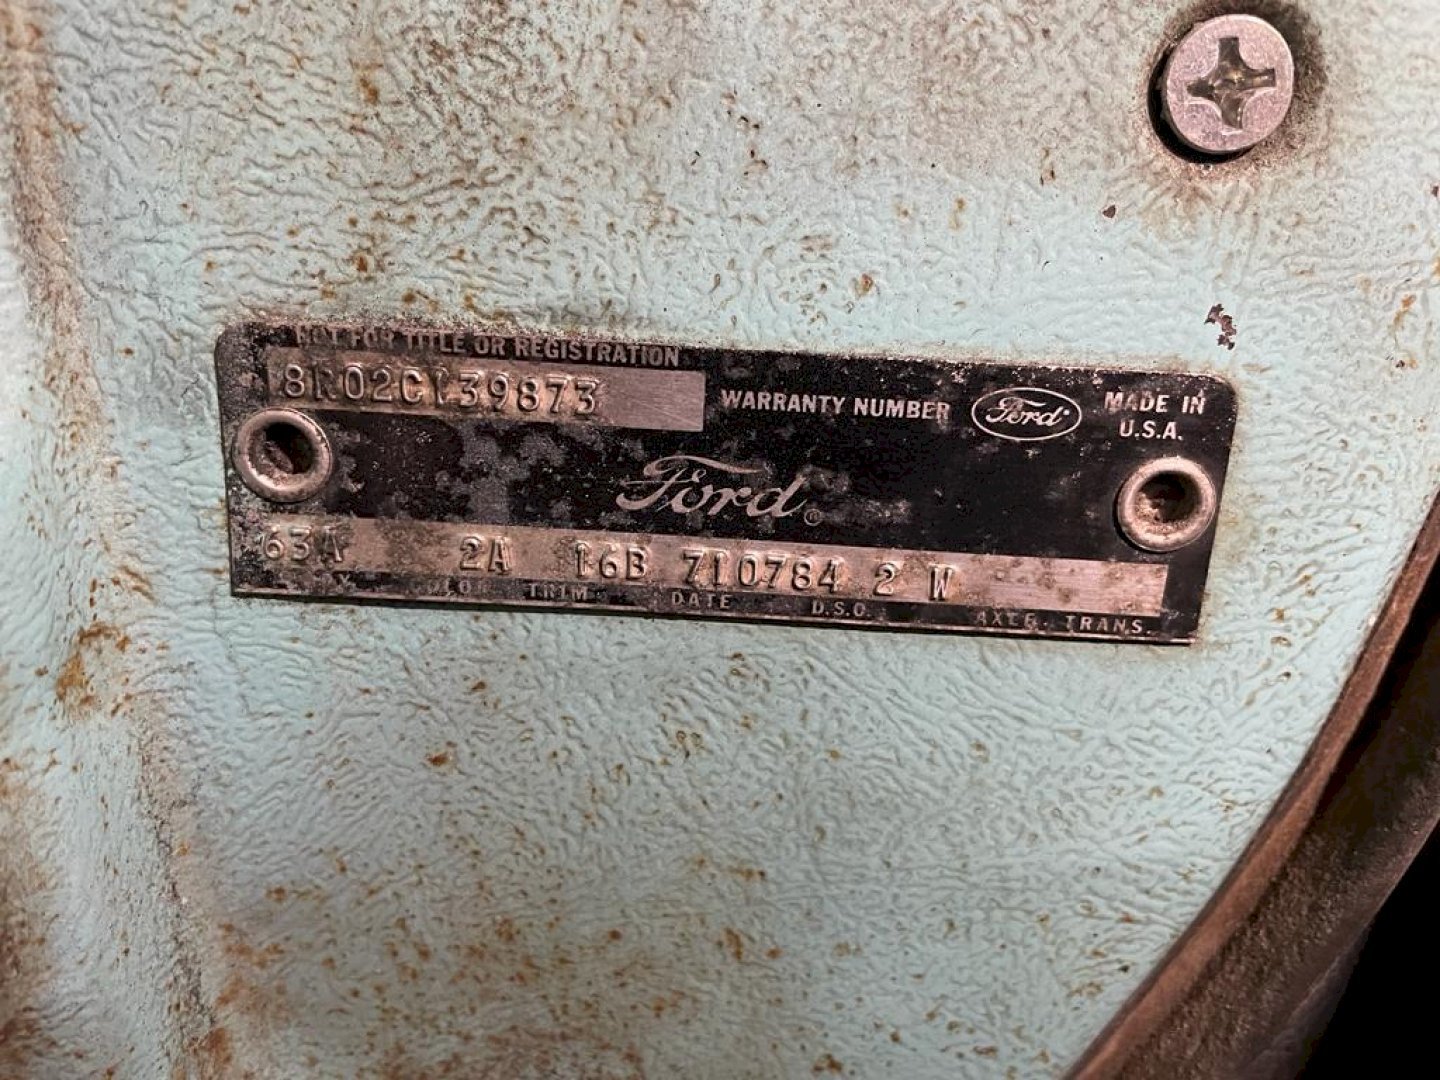 NOT FOR TITLE OR REGISTRATION
8R02C139873
WARRANTY NUMBER
Ford
MADE IN
U.S.A.
Ford
®
63A 2A 16B 710784 2 W
COLOR TRIM DATE D.S.O. AXLE TRANS.